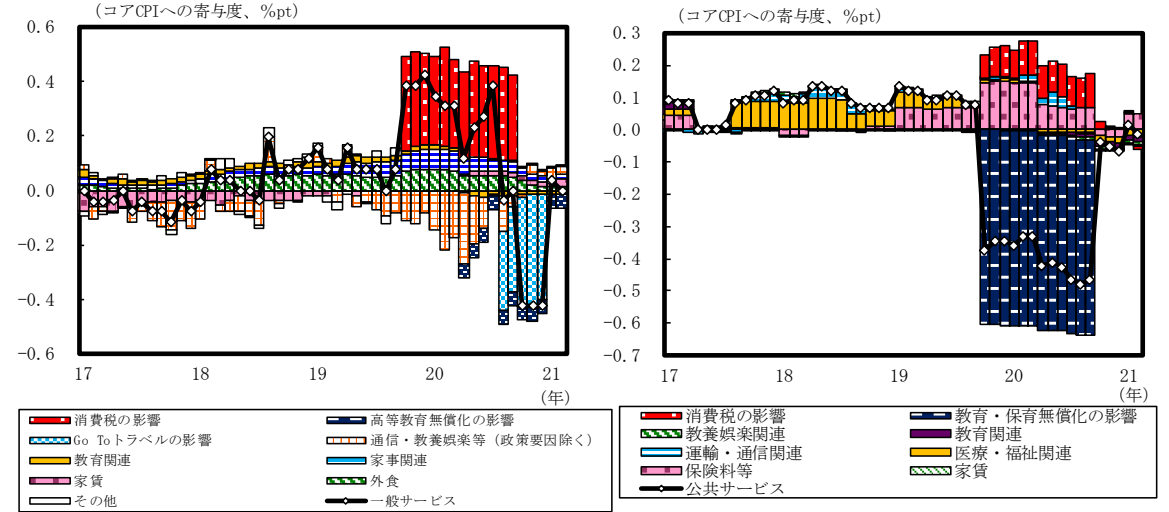 (コアCPIへの寄与度、%pt)
0.6
0.4
0.2
0.0
-0.2
-0.4
-0.6
17 18 19 20 21
(年)
消費税の影響 高等教育無償化の影響
Go Toトラベルの影響 通信・教養娯楽等（政策要因除く）
教育関連 家事関連
家賃 外食
その他 一般サービス
(コアCPIへの寄与度、%pt)
0.3
0.2
0.1
0.0
-0.1
-0.2
-0.3
-0.4
-0.5
-0.6
-0.7
17 18 19 20 21
(年)
消費税の影響 教育・保育無償化の影響
教養娯楽関連 教育関連
運輸・通信関連 医療・福祉関連
保険料等 家賃
公共サービス